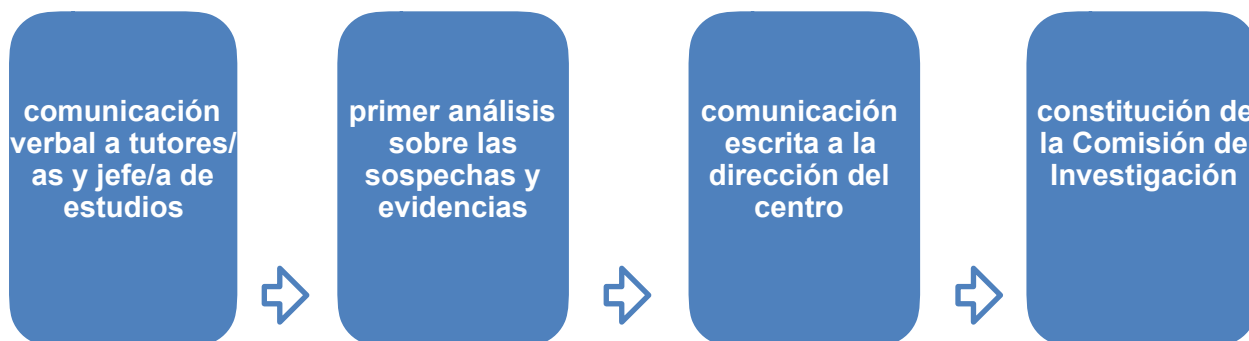 comunicación
verbal a tutores/
as y jefe/a de
estudios
primer análisis
sobre las
sospechas y
evidencias
comunicación
escrita a la
dirección del
centro
constitución de
la Comisión de
Investigación